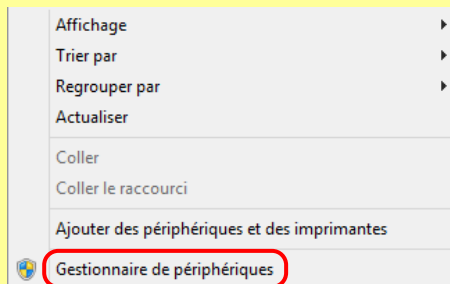 Affichage
Trier par
Regrouper par
Actualiser
Coller
Coller le raccourci
Ajouter des périphériques et des imprimantes
Gestionnaire de périphériques